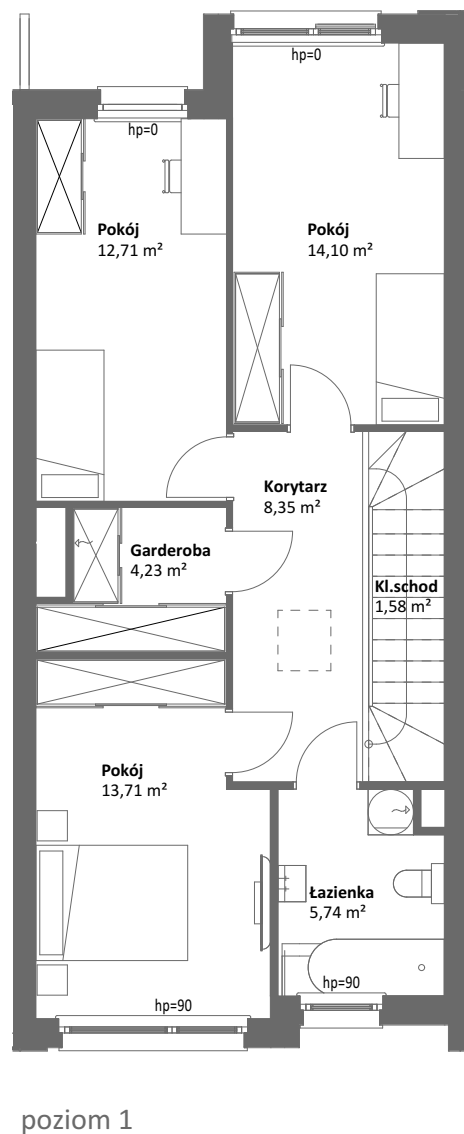 hp=0
hp=0
Pokój
12,71 m²
Pokój
14,10 m²
Korytarz
8,35 m²
Garderoba
4,23 m²
Kl.schod
1,58 m²
Pokój
13,71 m²
Łazienka
5,74 m²
hp=90
hp=90
poziom 1